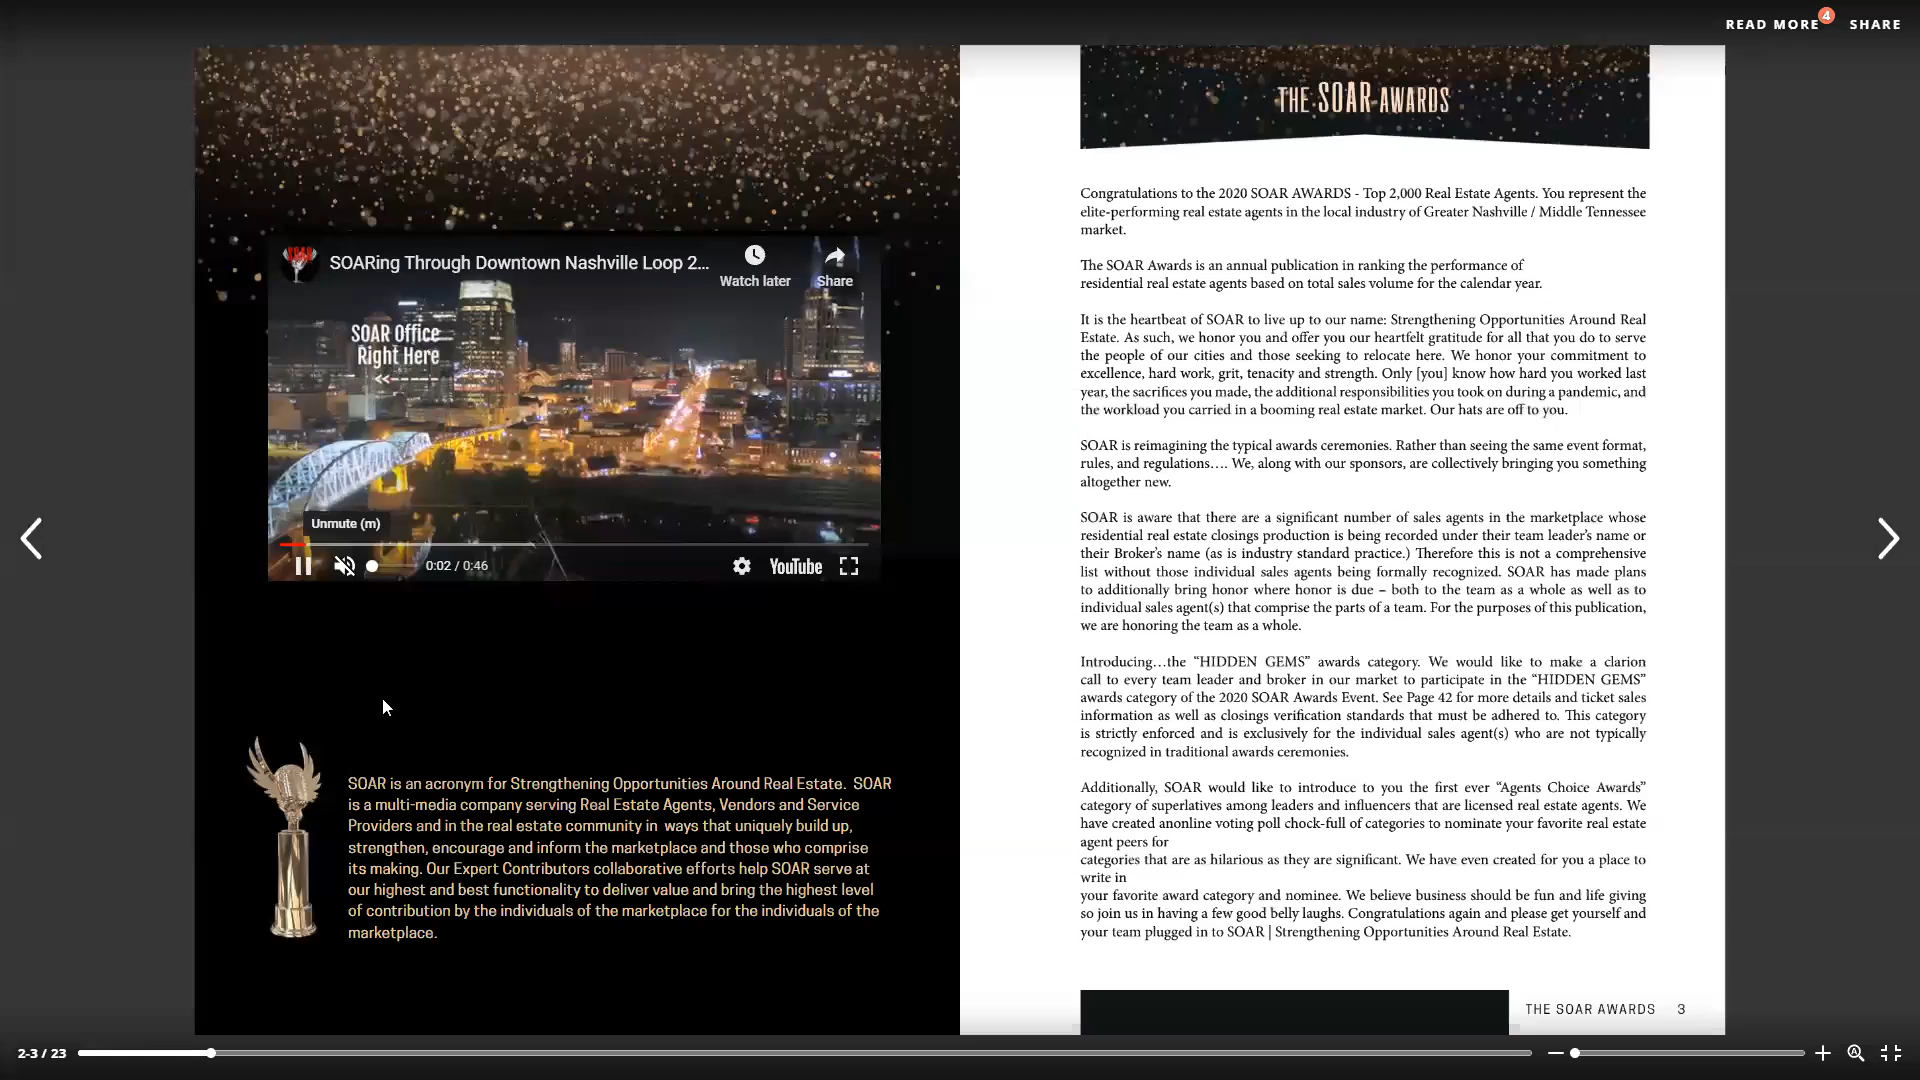 READ MORE 4 SHARE
SOARing Through Downtown Nashville Loop 2...
Watch later
Share
SOAR Office
Right Here
<<-----
Unmute (m)
0:02 / 0:46
YouTube
SOAR is an acronym for Strengthening Opportunities Around Real Estate. SOAR
is a multi-media company serving Real Estate Agents, Vendors and Service
Providers and in the real estate community in ways that uniquely build up,
strengthen, encourage and inform the marketplace and those who comprise
its making. Our Expert Contributors collaborative efforts help SOAR serve at
our highest and best functionality to deliver value and bring the highest level
of contribution by the individuals of the marketplace for the individuals of the
marketplace.
THE SOAR AWARDS
Congratulations to the 2020 SOAR AWARDS - Top 2,000 Real Estate Agents. You represent the
elite-performing real estate agents in the local industry of Greater Nashville / Middle Tennessee
market.
The SOAR Awards is an annual publication in ranking the performance of
residential real estate agents based on total sales volume for the calendar year.
It is the heartbeat of SOAR to live up to our name: Strengthening Opportunities Around Real
Estate. As such, we honor you and offer you our heartfelt gratitude for all that you do to serve
the people of our cities and those seeking to relocate here. We honor your commitment to
excellence, hard work, grit, tenacity and strength. Only [you] know how hard you worked last
year, the sacrifices you made, the additional responsibilities you took on during a pandemic, and
the workload you carried in a booming real estate market. Our hats are off to you.
SOAR is reimagining the typical awards ceremonies. Rather than seeing the same event format,
rules, and regulations…. We, along with our sponsors, are collectively bringing you something
altogether new.
SOAR is aware that there are a significant number of sales agents in the marketplace whose
residential real estate closings production is being recorded under their team leader's name or
their Broker's name (as is industry standard practice.) Therefore this is not a comprehensive
list without those individual sales agents being formally recognized. SOAR has made plans
to additionally bring honor where honor is due – both to the team as a whole as well as to
individual sales agent(s) that comprise the parts of a team. For the purposes of this publication,
we are honoring the team as a whole.
Introducing…the “HIDDEN GEMS” awards category. We would like to make a clarion
call to every team leader and broker in our market to participate in the “HIDDEN GEMS”
awards category of the 2020 SOAR Awards Event. See Page 42 for more details and ticket sales
information as well as closings verification standards that must be adhered to. This category
is strictly enforced and is exclusively for the individual sales agent(s) who are not typically
recognized in traditional awards ceremonies.
Additionally, SOAR would like to introduce to you the first ever “Agents Choice Awards”
category of superlatives among leaders and influencers that are licensed real estate agents. We
have created anonline voting poll chock-full of categories to nominate your favorite real estate
agent peers for
categories that are as hilarious as they are significant. We have even created for you a place to
write in
your favorite award category and nominee. We believe business should be fun and life giving
so join us in having a few good belly laughs. Congratulations again and please get yourself and
your team plugged in to SOAR | Strengthening Opportunities Around Real Estate.
THE SOAR AWARDS 3
2-3 / 23